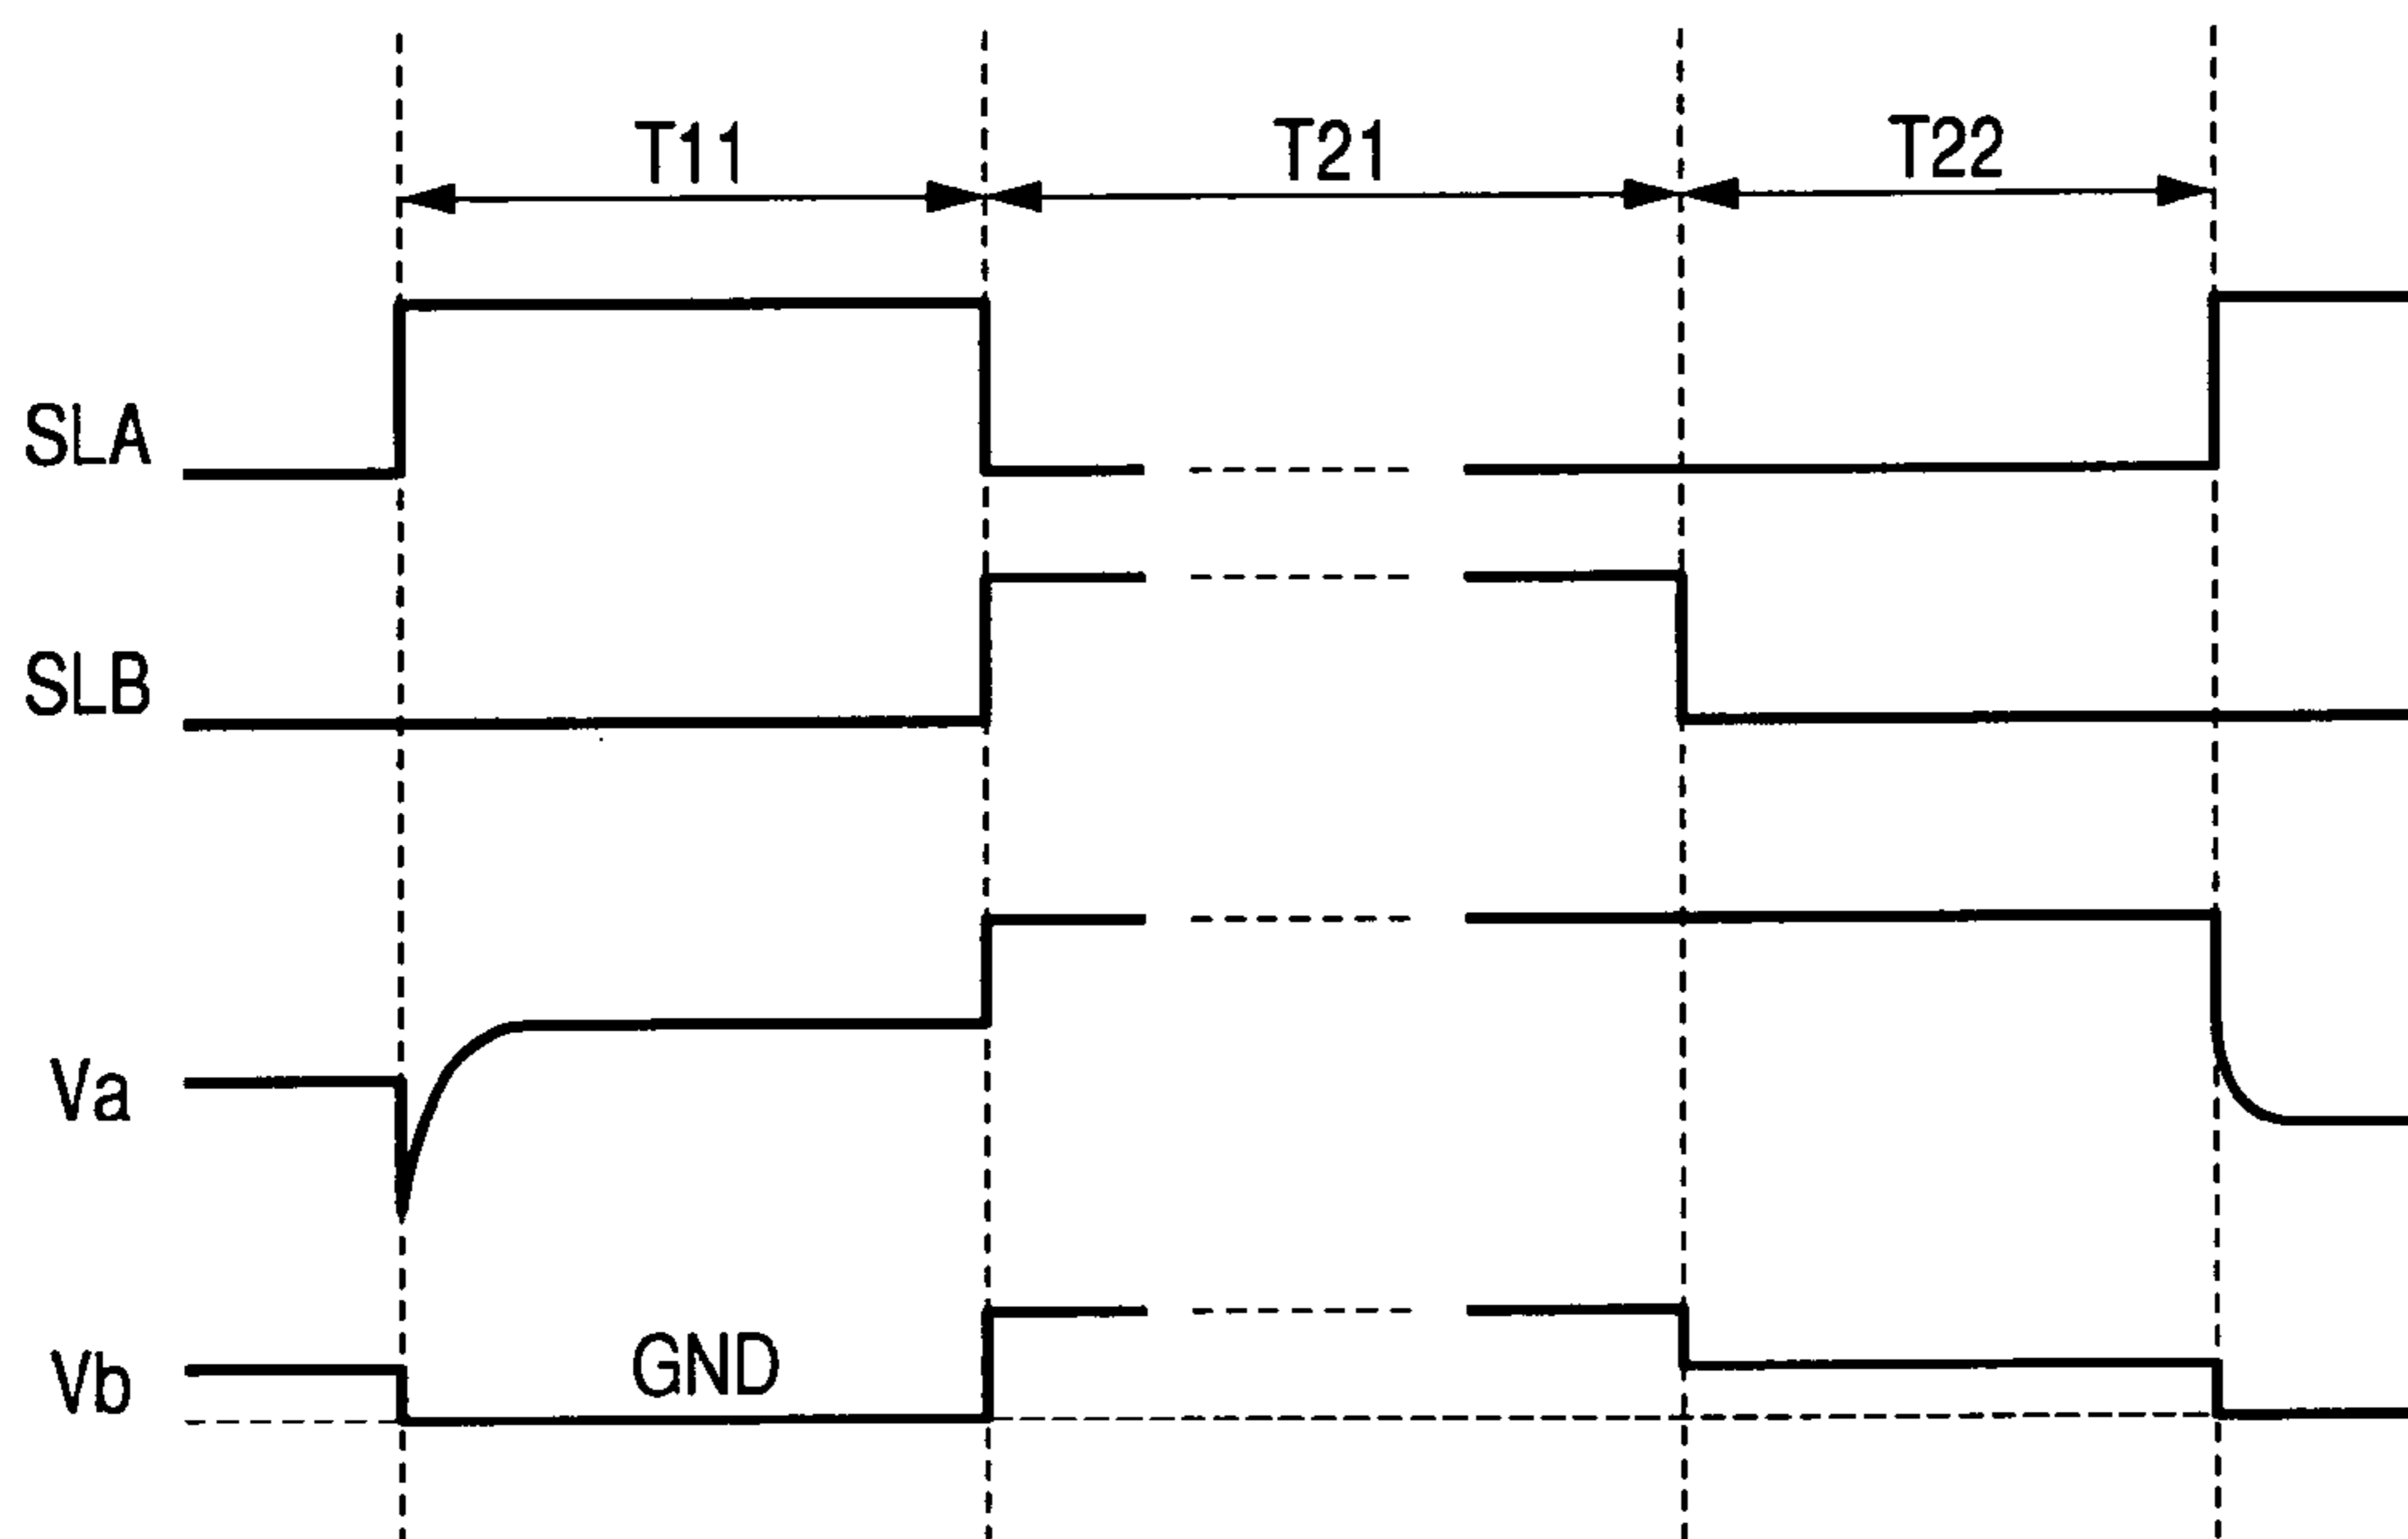 T11
T21
T22
SLA
SLB
Va
Vb
GND